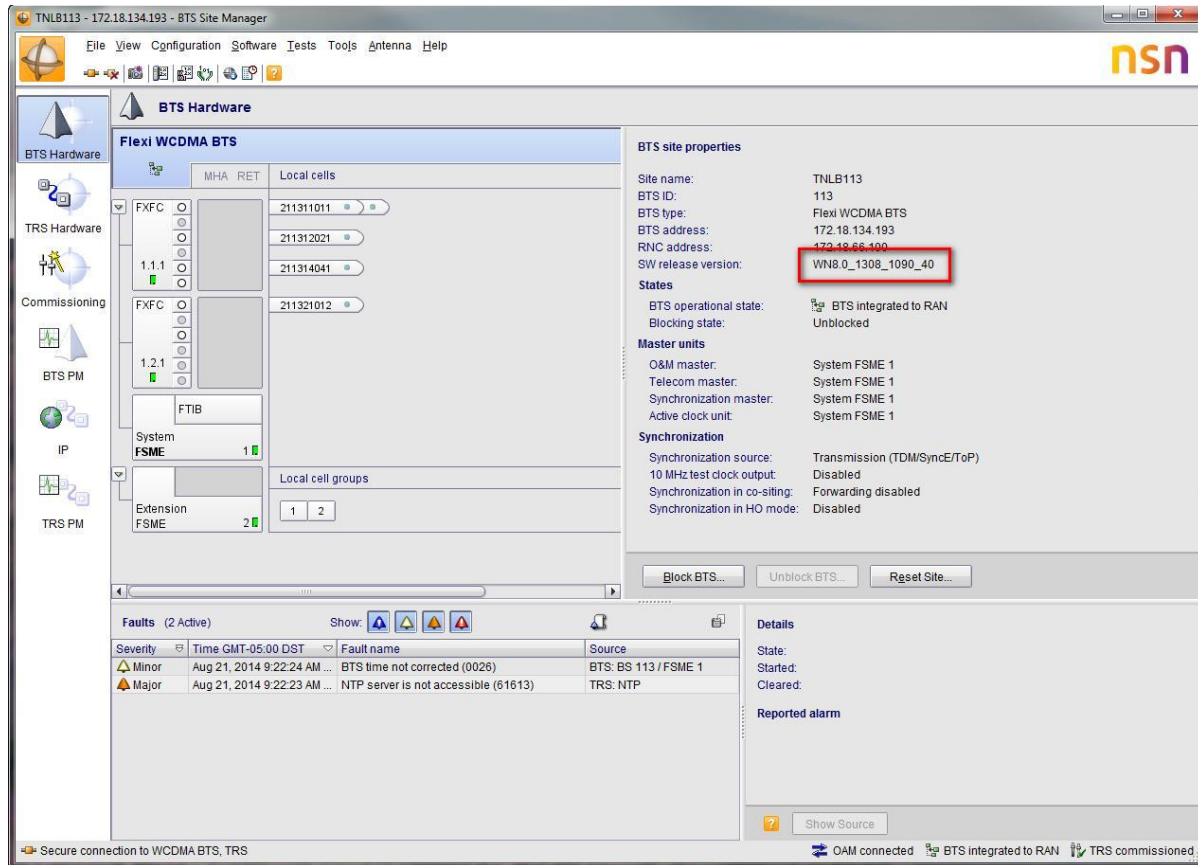 TNLB113 - 172.18.134.193 - BTS Site Manager
File View Configuration Software Tests Tools Antenna Help
nsn
BTS Hardware
TRS Hardware
Commissioning
BTS PM
IP
TRS PM
BTS Hardware
Flexi WCDMA BTS
MHA RET Local cells
FXFC
1.1.1
211311011
211312021
211314041
FXFC
1.2.1
211321012
FTIB
System
FSME 1
Extension
FSME 2
Local cell groups
1 2
BTS site properties
Site name: TNLB113
BTS ID: 113
BTS type: Flexi WCDMA BTS
BTS address: 172.18.134.193
RNC address: 172.18.66.100
SW release version: WN8.0_1308_1090_40
States
BTS operational state: BTS integrated to RAN
Blocking state: Unblocked
Master units
O&M master: System FSME 1
Telecom master: System FSME 1
Synchronization master: System FSME 1
Active clock unit: System FSME 1
Synchronization
Synchronization source: Transmission (TDM/SyncE/ToP)
10 MHz test clock output: Disabled
Synchronization in co-siting: Forwarding disabled
Synchronization in HO mode: Disabled
Block BTS... Unblock BTS... Reset Site...
Faults (2 Active) Show:
Severity Time GMT-05:00 DST Fault name Source
Minor Aug 21, 2014 9:22:24 AM ... BTS time not corrected (0026) BTS: BS 113 / FSME 1
Major Aug 21, 2014 9:22:23 AM ... NTP server is not accessible (61613) TRS: NTP
Details
State:
Started:
Cleared:
Reported alarm
Show Source
Secure connection to WCDMA BTS, TRS OAM connected BTS integrated to RAN TRS commissioned